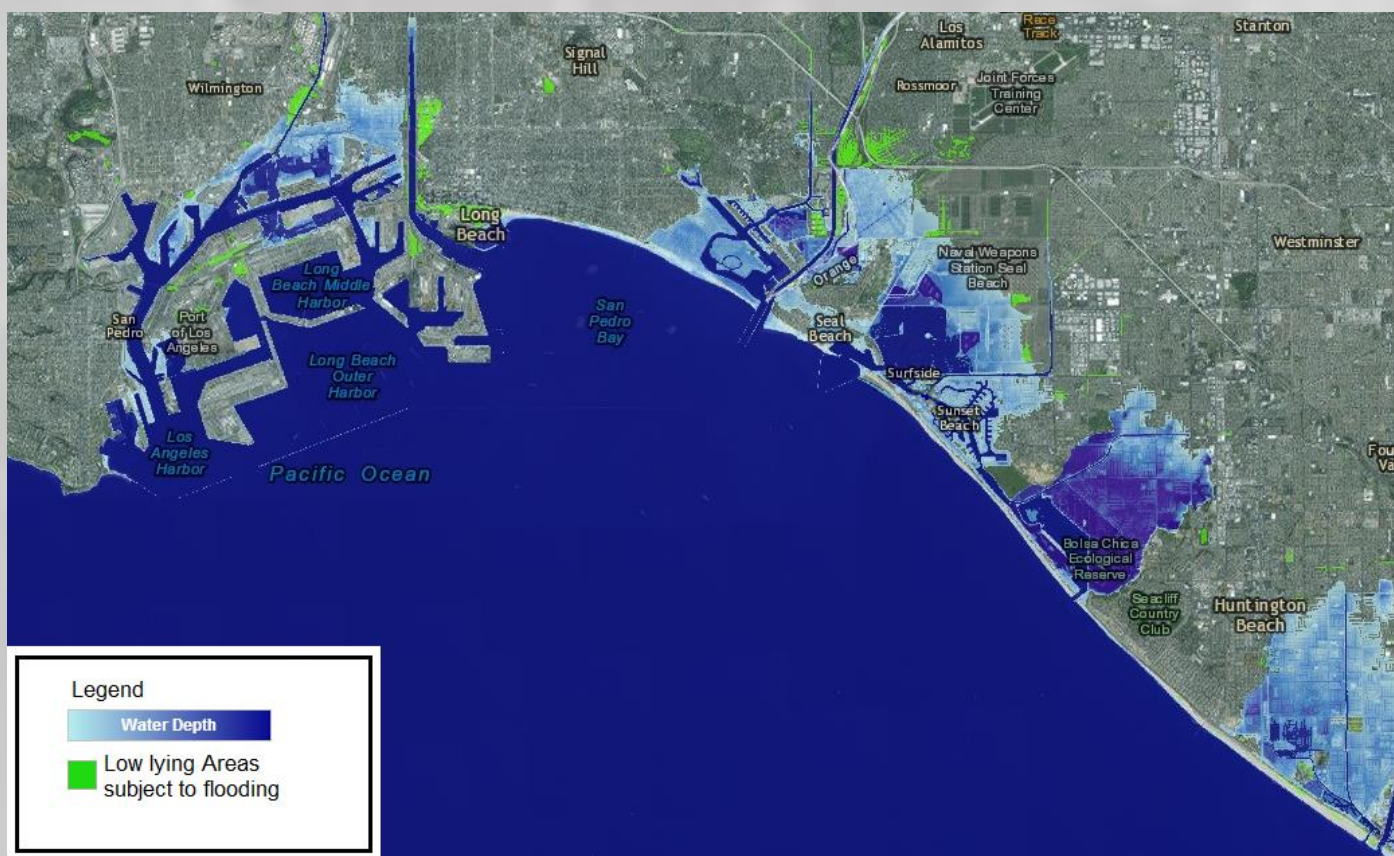 Race
Track
Stanton
Los
Alamitos
Signal
Hill
Wilmington
Rossmoor
Joint Forces
Training
Center
Long
Beach
Westminster
Naval Weapons
Station Seal
Beach
Orange
Long
Beach Middle
Harbor
San
Pedro
Port
of Los
Angeles
San
Pedro
Bay
Seal
Beach
Long Beach
Outer
Harbor
Surfside
Sunset
Beach
Los
Angeles
Harbor
Pacific Ocean
Fou
Va
Bolsa Chica
Ecological
Reserve
Seacliff
Country
Club
Huntington
Beach
Legend
Water Depth
Low lying Areas
subject to flooding